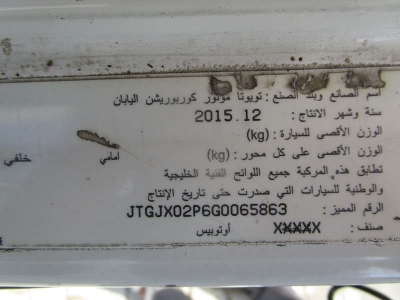 اسم الصانع وبلد الصنع : تويوتا موتور كوربوريشن اليابان
سنة وشهر الانتاج : 2015.12
الوزن الأقصى للسيارة : (kg)
الوزن الأقصى على كل محور : (kg) امامي خلفي
تطابق هذه المركبة جميع اللوائح الفنية الخليجية
والوطنية للسيارات التي صدرت حتى تاريخ الإنتاج
الرقم المميز : JTGJX02P6G0065863
صنف : XXXXX أوتوبيس